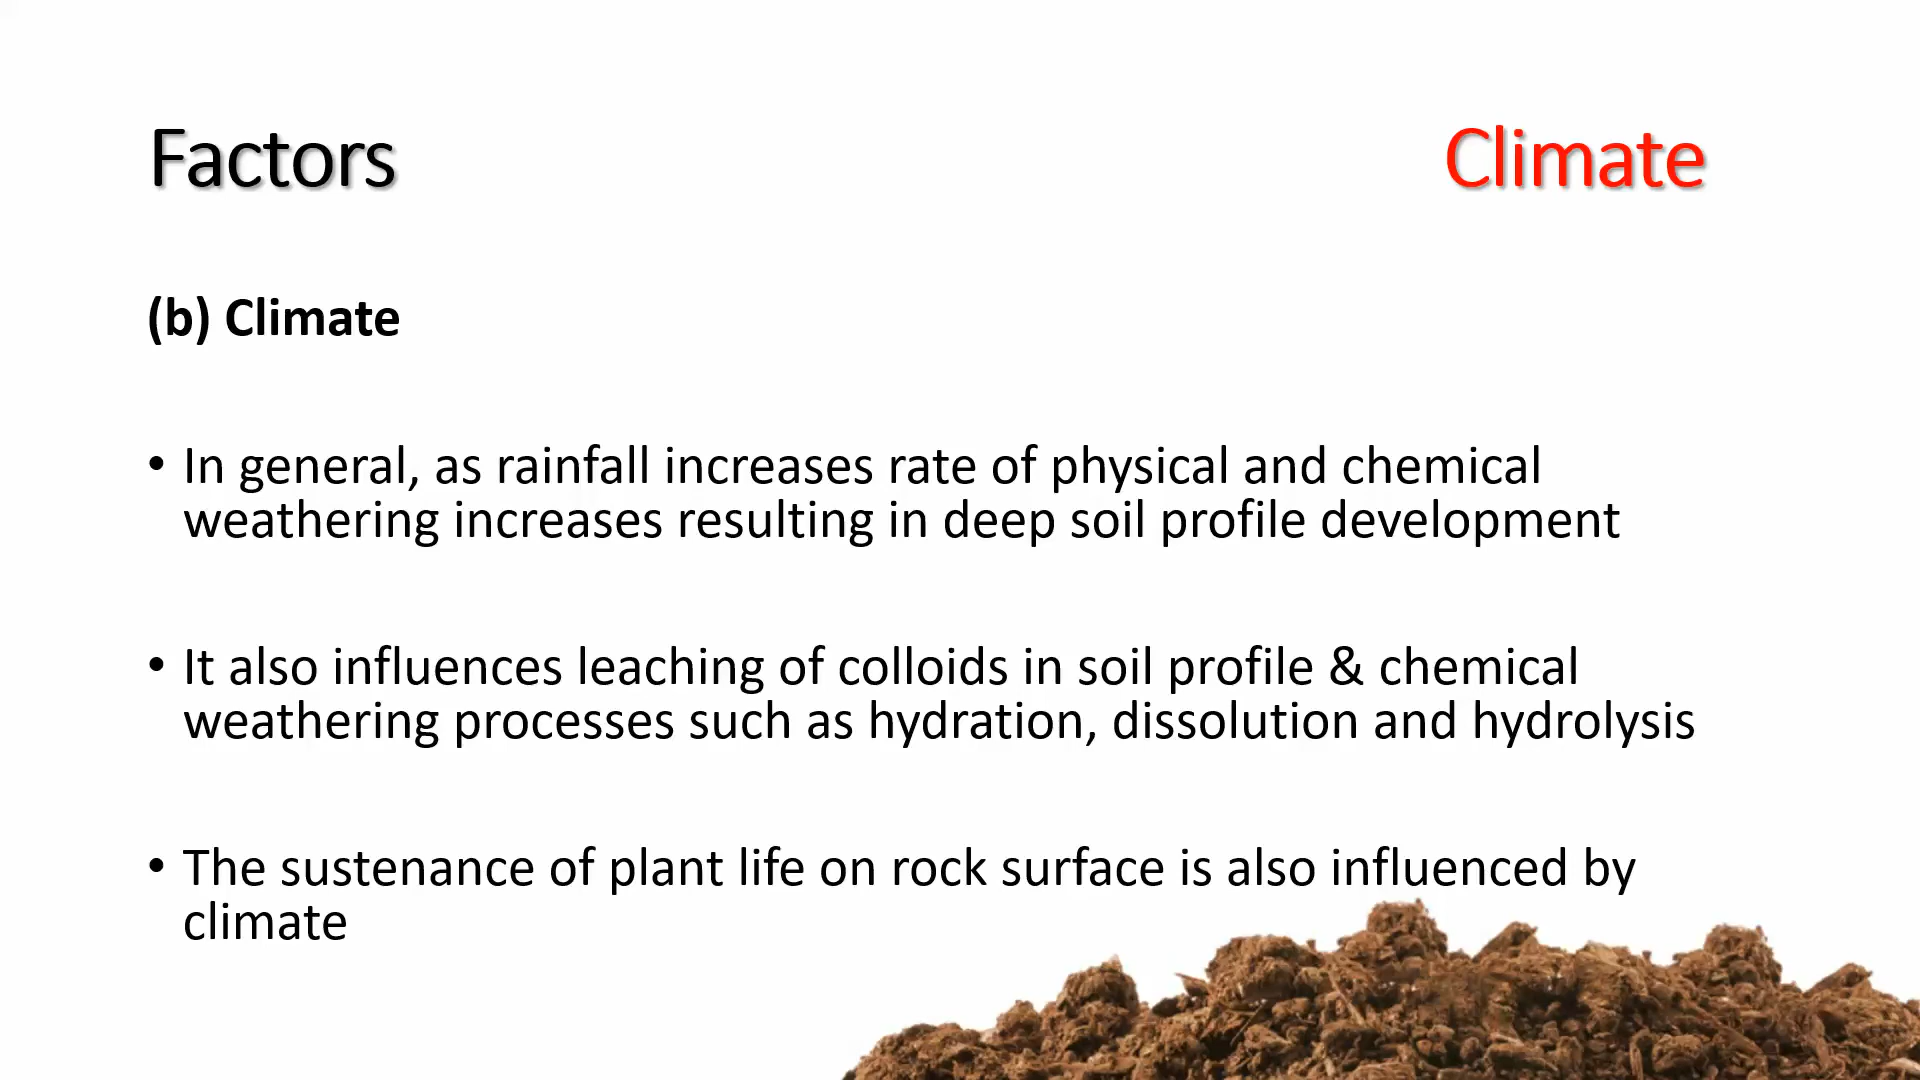 Factors
Climate
(b) Climate
• In general, as rainfall increases rate of physical and chemical
weathering increases resulting in deep soil profile development
• It also influences leaching of colloids in soil profile & chemical
weathering processes such as hydration, dissolution and hydrolysis
• The sustenance of plant life on rock surface is also influenced by
climate